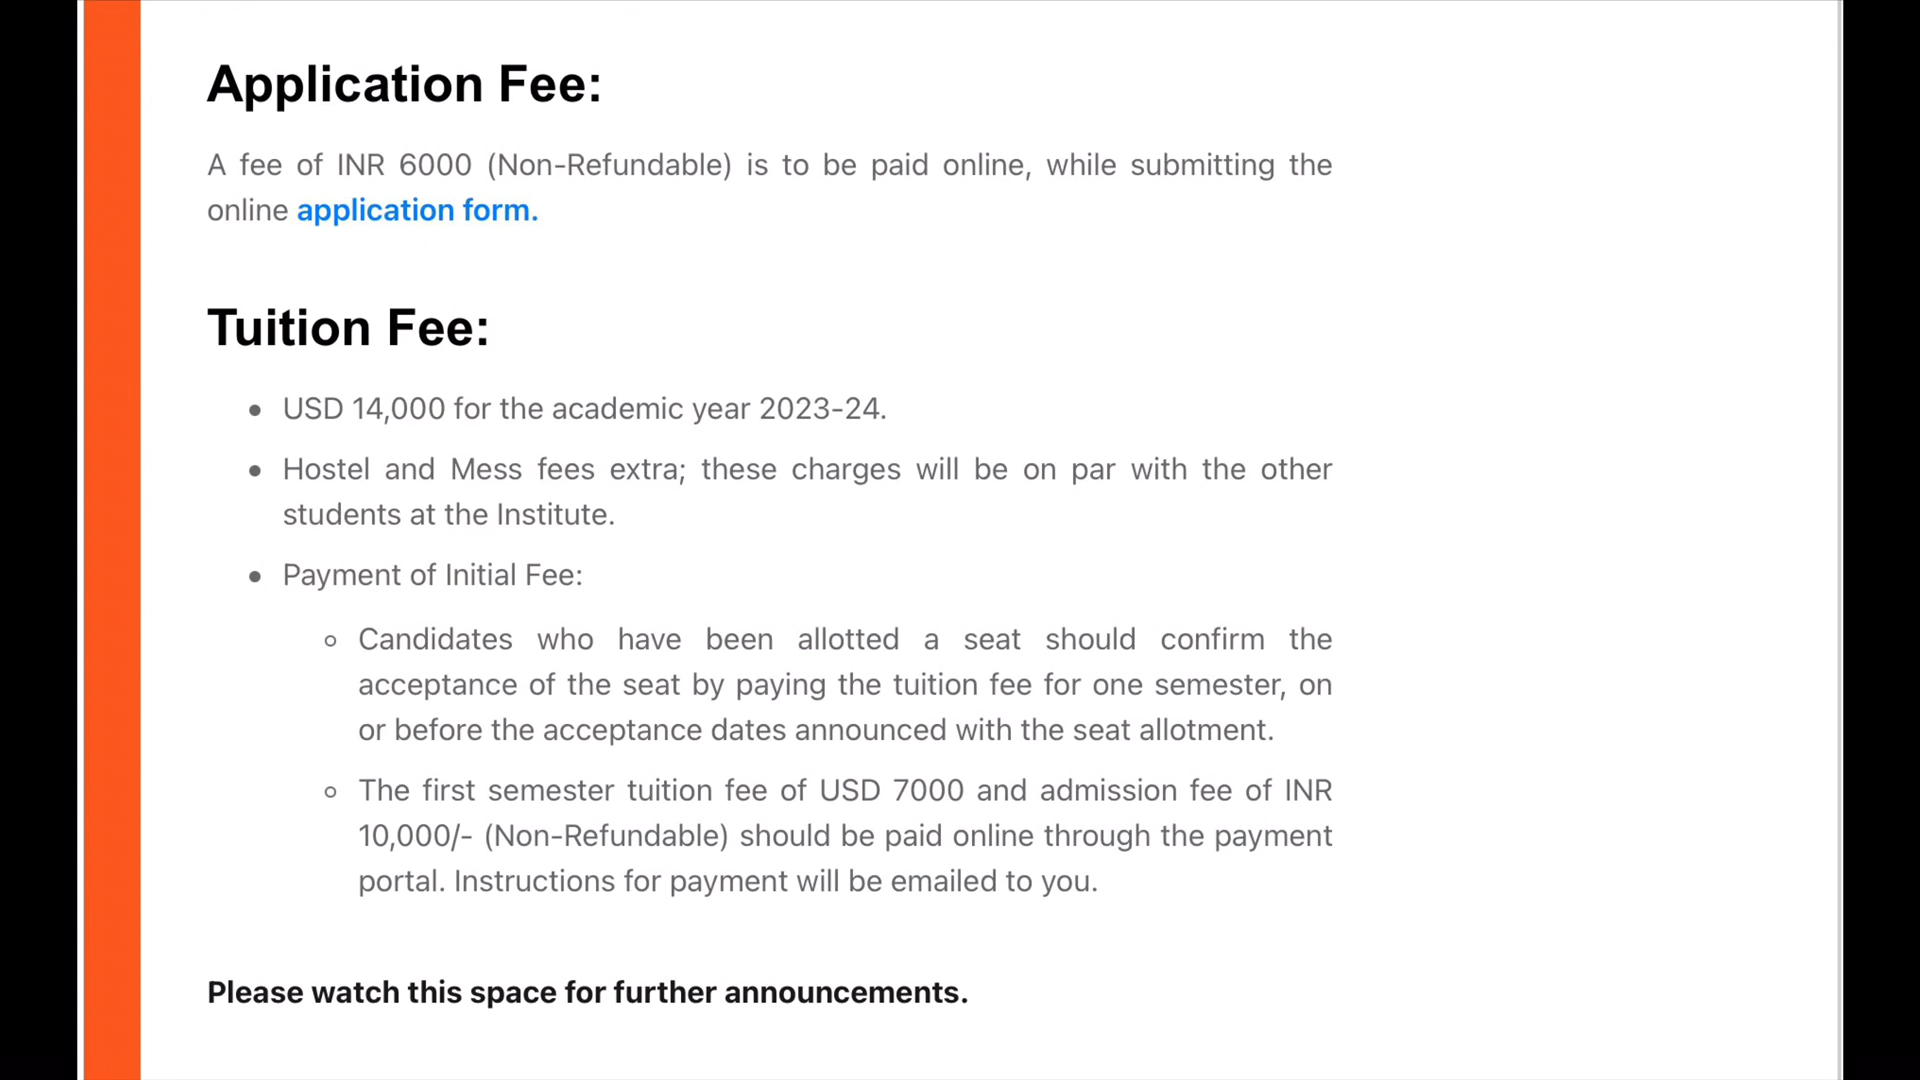 Application Fee:
A fee of INR 6000 (Non-Refundable) is to be paid online, while submitting the
online application form.
Tuition Fee:
USD 14,000 for the academic year 2023-24.
Hostel and Mess fees extra; these charges will be on par with the other
students at the Institute.
Payment of Initial Fee:
Candidates who have been allotted a seat should confirm the
acceptance of the seat by paying the tuition fee for one semester, on
or before the acceptance dates announced with the seat allotment.
The first semester tuition fee of USD 7000 and admission fee of INR
10,000/- (Non-Refundable) should be paid online through the payment
portal. Instructions for payment will be emailed to you.
Please watch this space for further announcements.